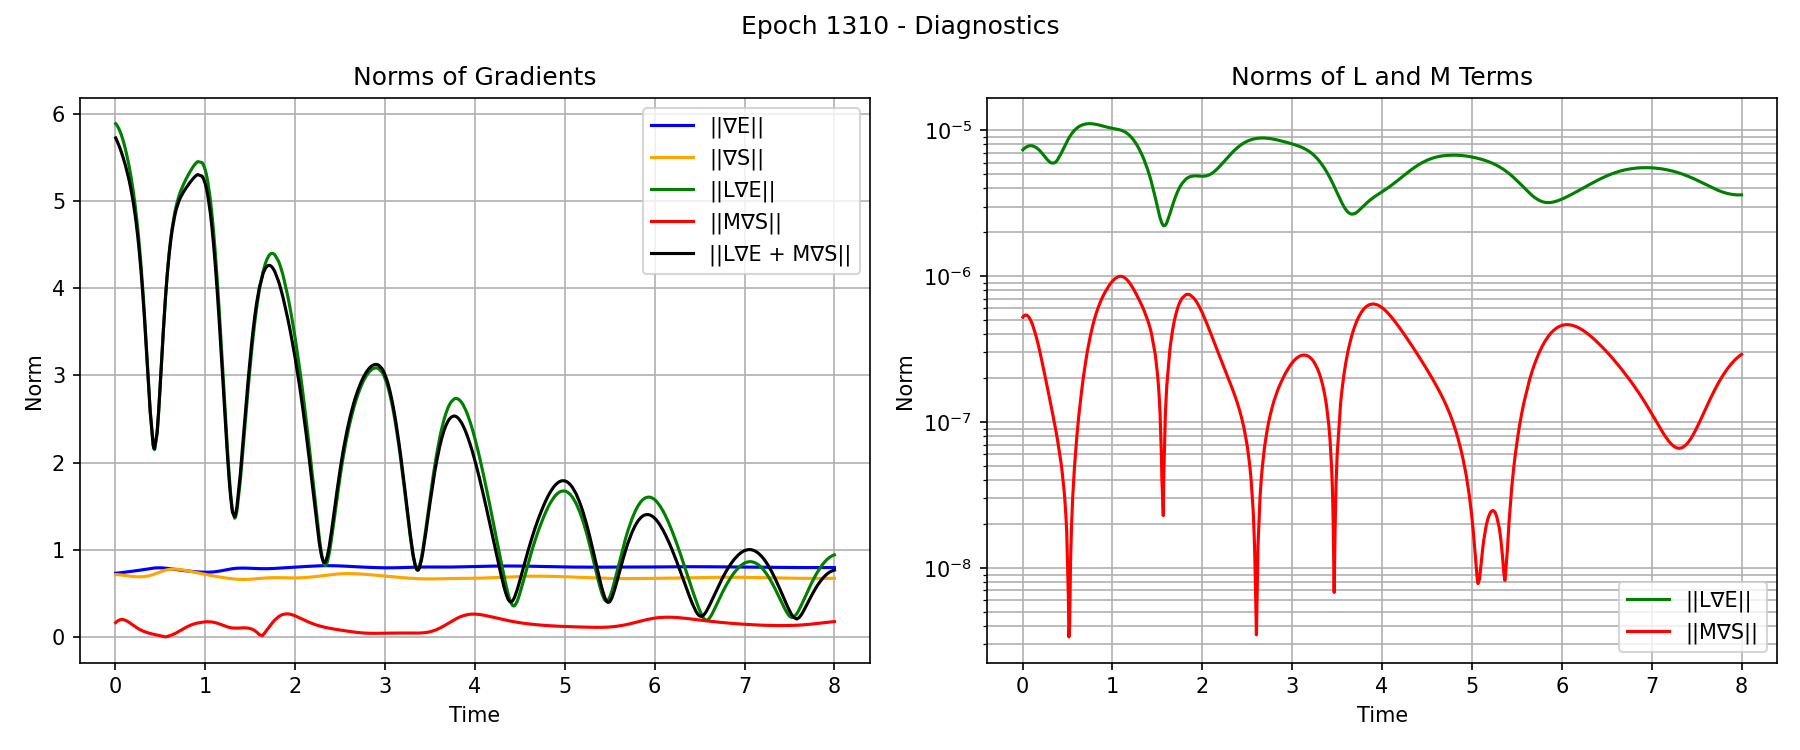 Epoch 1310 - Diagnostics
Norms of Gradients
6
5
4
3
2
1
0
Norm
0 1 2 3 4 5 6 7 8
Time
||∇E||
||∇S||
||L∇E||
||M∇S||
||L∇E + M∇S||
Norms of L and M Terms
10⁻⁵
10⁻⁶
10⁻⁷
10⁻⁸
Norm
0 1 2 3 4 5 6 7 8
Time
||L∇E||
||M∇S||